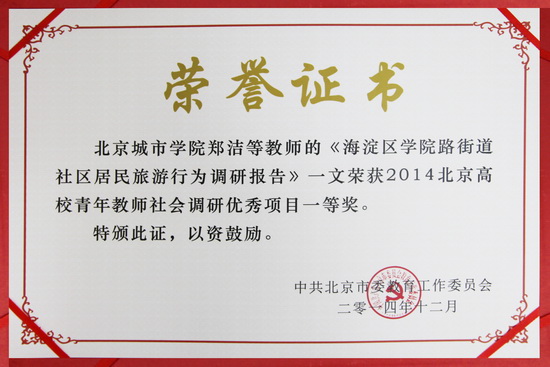 荣誉证书
北京城市学院郑洁等教师的《海淀区学院路街道
社区居民旅游行为调研报告》一文荣获2014北京高
校青年教师社会调研优秀项目一等奖。
特颁此证，以资鼓励。
中共北京市委教育工作委员会
二零一四年十二月